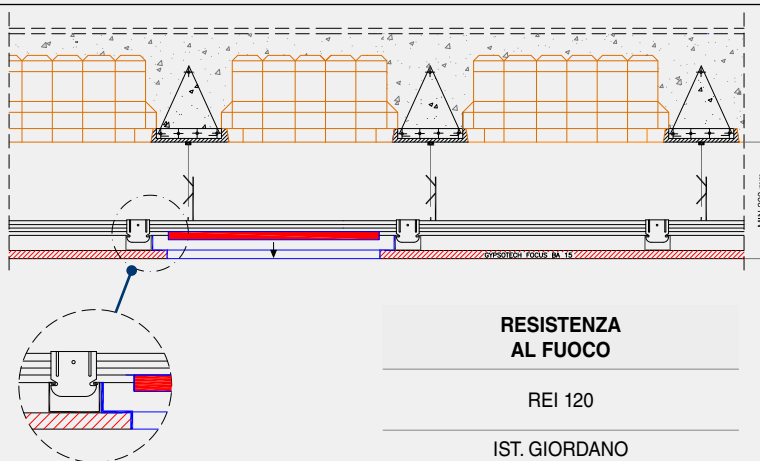 GYPSOTECH FOCUS BA 15
RESISTENZA
AL FUOCO
REI 120
IST. GIORDANO